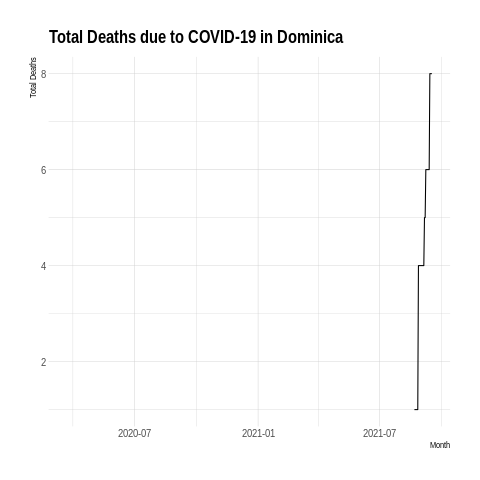 Total Deaths due to COVID-19 in Dominica
Total Deaths
8
6
4
2
2020-07 2021-01 2021-07
Month